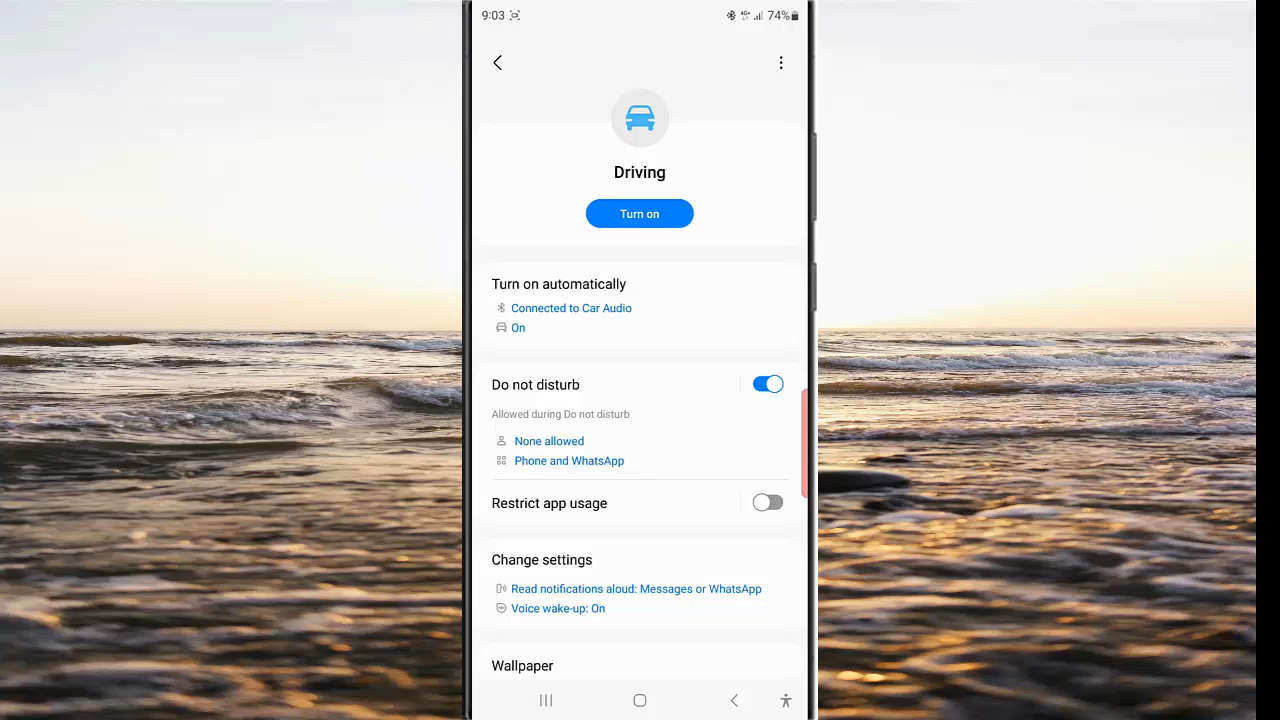 9:03
4G+ 74%
Driving
Turn on
Turn on automatically
Connected to Car Audio
On
Do not disturb
Allowed during Do not disturb
None allowed
Phone and WhatsApp
Restrict app usage
Change settings
Read notifications aloud: Messages or WhatsApp
Voice wake-up: On
Wallpaper